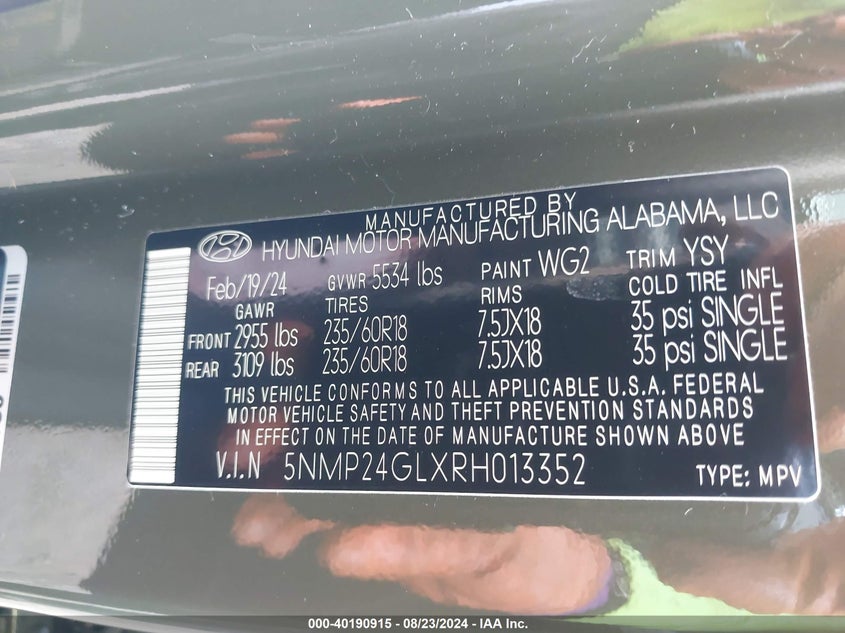 MANUFACTURED BY
HYUNDAI MOTOR MANUFACTURING ALABAMA, LLC
Feb/19/24 GVWR 5534 lbs PAINT WG2 TRIM YSY
GAWR TIRES RIMS COLD TIRE INFL
FRONT 2955 lbs 235/60R18 7.5JX18 35 psi SINGLE
REAR 3109 lbs 235/60R18 7.5JX18 35 psi SINGLE
THIS VEHICLE CONFORMS TO ALL APPLICABLE U.S.A. FEDERAL
MOTOR VEHICLE SAFETY AND THEFT PREVENTION STANDARDS
IN EFFECT ON THE DATE OF MANUFACTURE SHOWN ABOVE
V.I.N 5NMP24GLXRH013352 TYPE: MPV
000-40190915 - 08/23/2024 - IAA Inc.